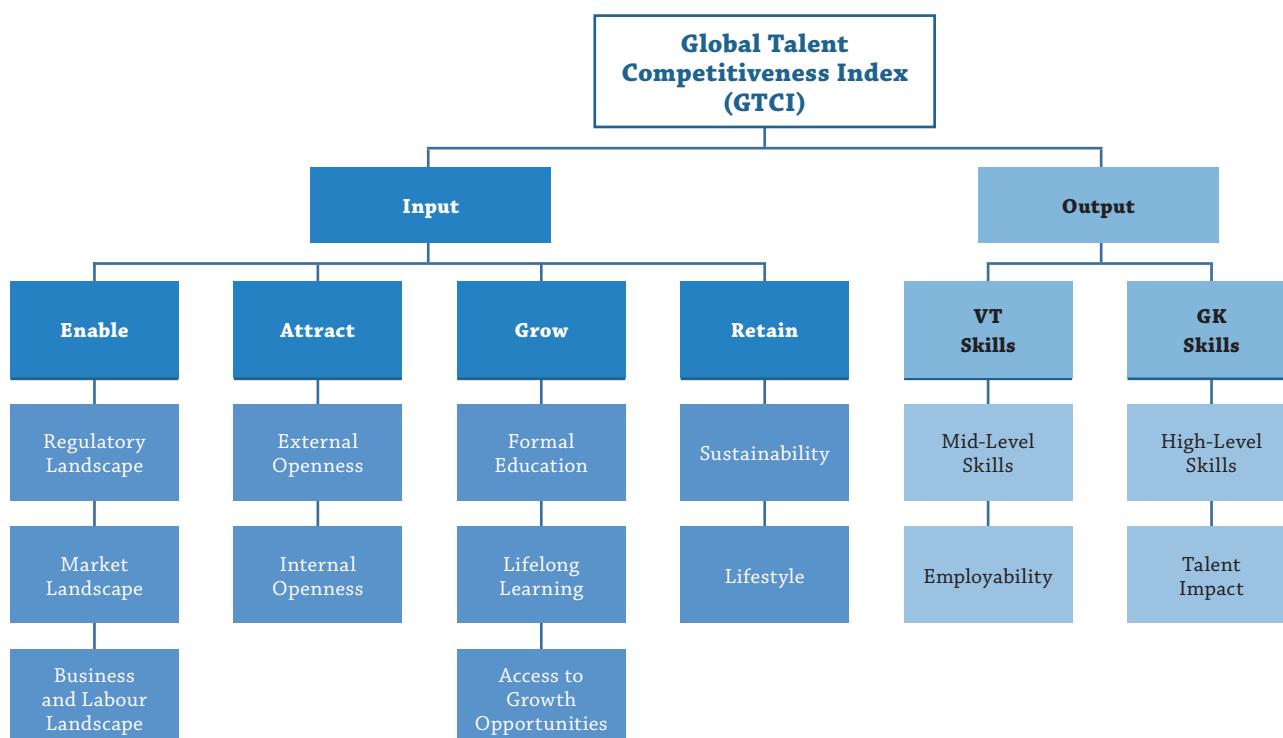 Global Talent
Competitiveness Index
(GTCI)
Input
Output
Enable
Attract
Grow
Retain
VT
Skills
GK
Skills
Regulatory
Landscape
External
Openness
Formal
Education
Sustainability
Mid-Level
Skills
High-Level
Skills
Market
Landscape
Internal
Openness
Lifelong
Learning
Lifestyle
Employability
Talent
Impact
Business
and Labour
Landscape
Access to
Growth
Opportunities